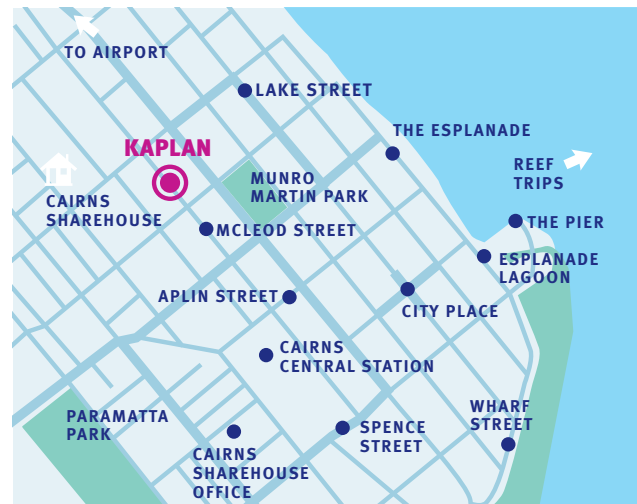 TO AIRPORT
LAKE STREET
THE ESPLANADE
KAPLAN
REEF
TRIPS
MUNRO
MARTIN PARK
CAIRNS
SHAREHOUSE
THE PIER
MCLEOD STREET
ESPLANADE
LAGOON
APLIN STREET
CITY PLACE
CAIRNS
CENTRAL STATION
PARAMATTA
PARK
SPENCE
STREET
WHARF
STREET
CAIRNS
SHAREHOUSE
OFFICE